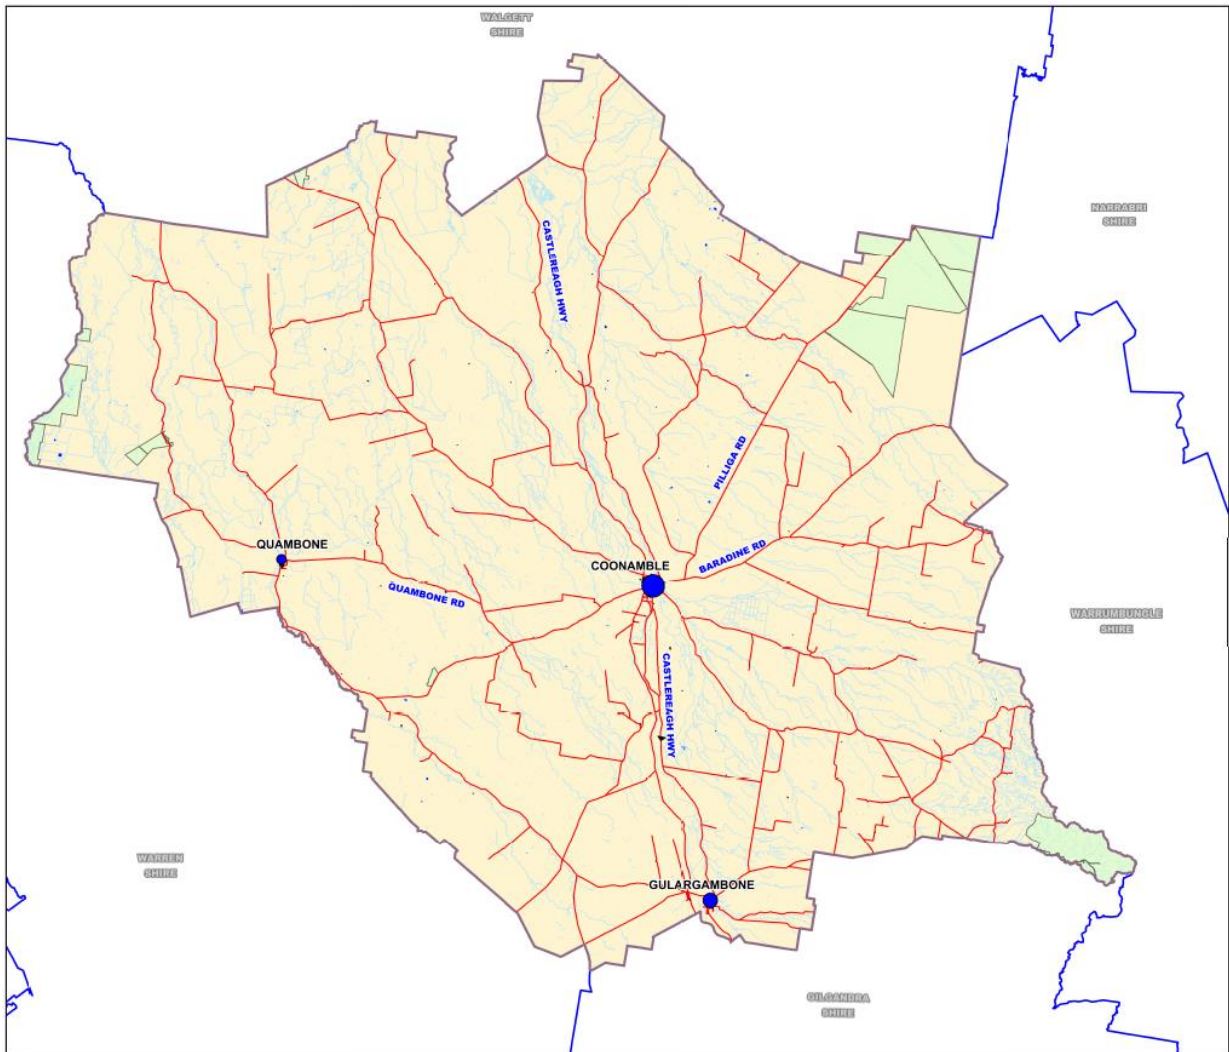 WALGETT
SHIRE
NARRABRI
SHIRE
CASTLEREAGH HWY
PILLIGA RD
QUAMBONE
BARADINE RD
COONAMBLE
QUAMBONE RD
WARRUMBUNGLE
SHIRE
CASTLEREAGH HWY
WARREN
SHIRE
GULARGAMBONE
GILGANDRA
SHIRE